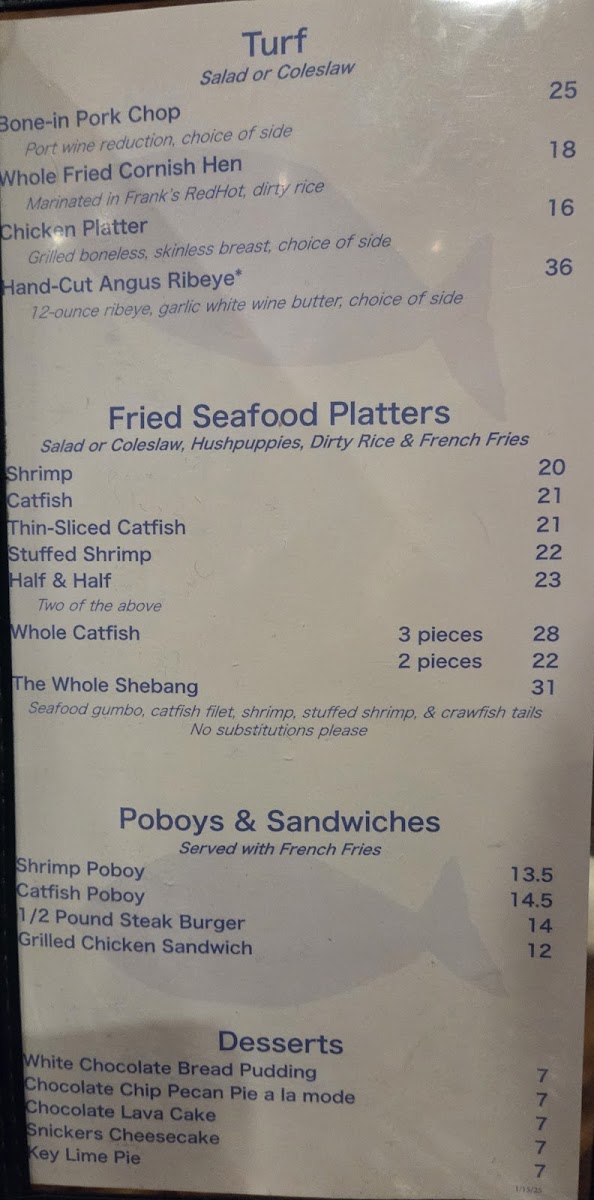 Turf
Salad or Coleslaw
Bone-in Pork Chop 25
Port wine reduction, choice of side
Whole Fried Cornish Hen 18
Marinated in Frank's RedHot, dirty rice
Chicken Platter 16
Grilled boneless, skinless breast, choice of side
Hand-Cut Angus Ribeye* 36
12-ounce ribeye, garlic white wine butter, choice of side
Fried Seafood Platters
Salad or Coleslaw, Hushpuppies, Dirty Rice & French Fries
Shrimp 20
Catfish 21
Thin-Sliced Catfish 21
Stuffed Shrimp 22
Half & Half 23
Two of the above
Whole Catfish 3 pieces 28
2 pieces 22
The Whole Shebang 31
Seafood gumbo, catfish filet, shrimp, stuffed shrimp, & crawfish tails
No substitutions please
Poboys & Sandwiches
Served with French Fries
Shrimp Poboy 13.5
Catfish Poboy 14.5
1/2 Pound Steak Burger 14
Grilled Chicken Sandwich 12
Desserts
White Chocolate Bread Pudding 7
Chocolate Chip Pecan Pie a la mode 7
Chocolate Lava Cake 7
Snickers Cheesecake 7
Key Lime Pie 7